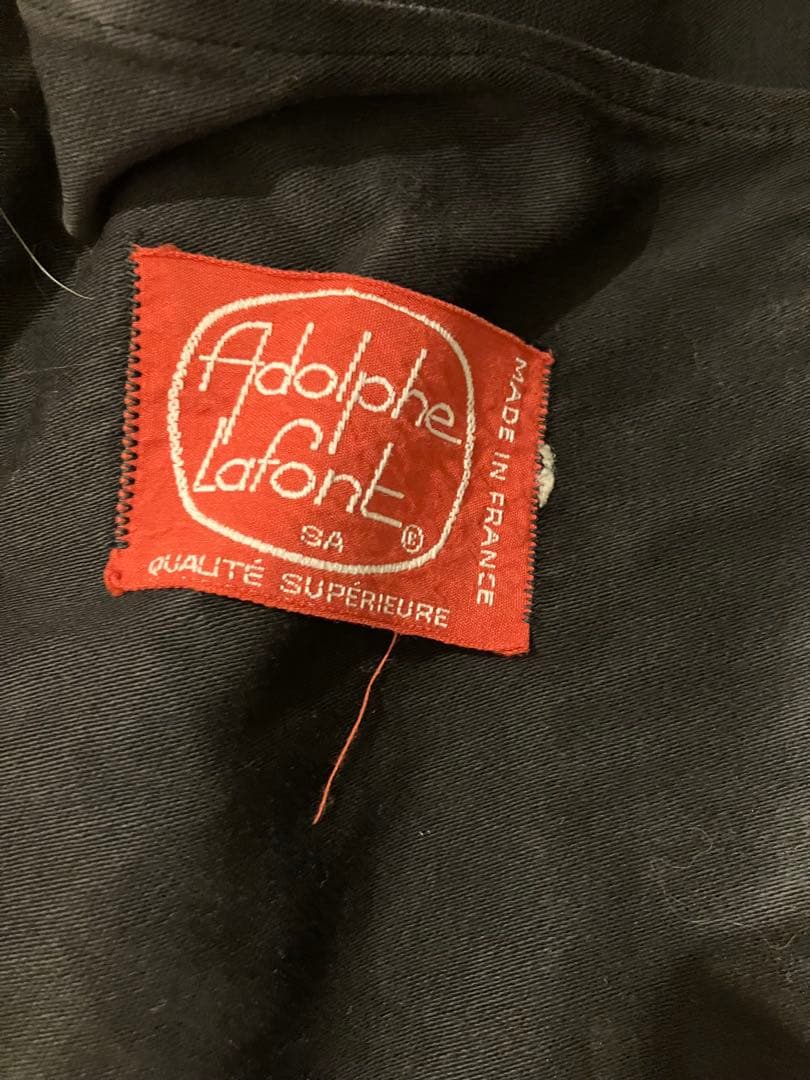 Adolphe
Lafont
SA ®
QUALITÉ SUPÉRIEURE
MADE IN FRANCE